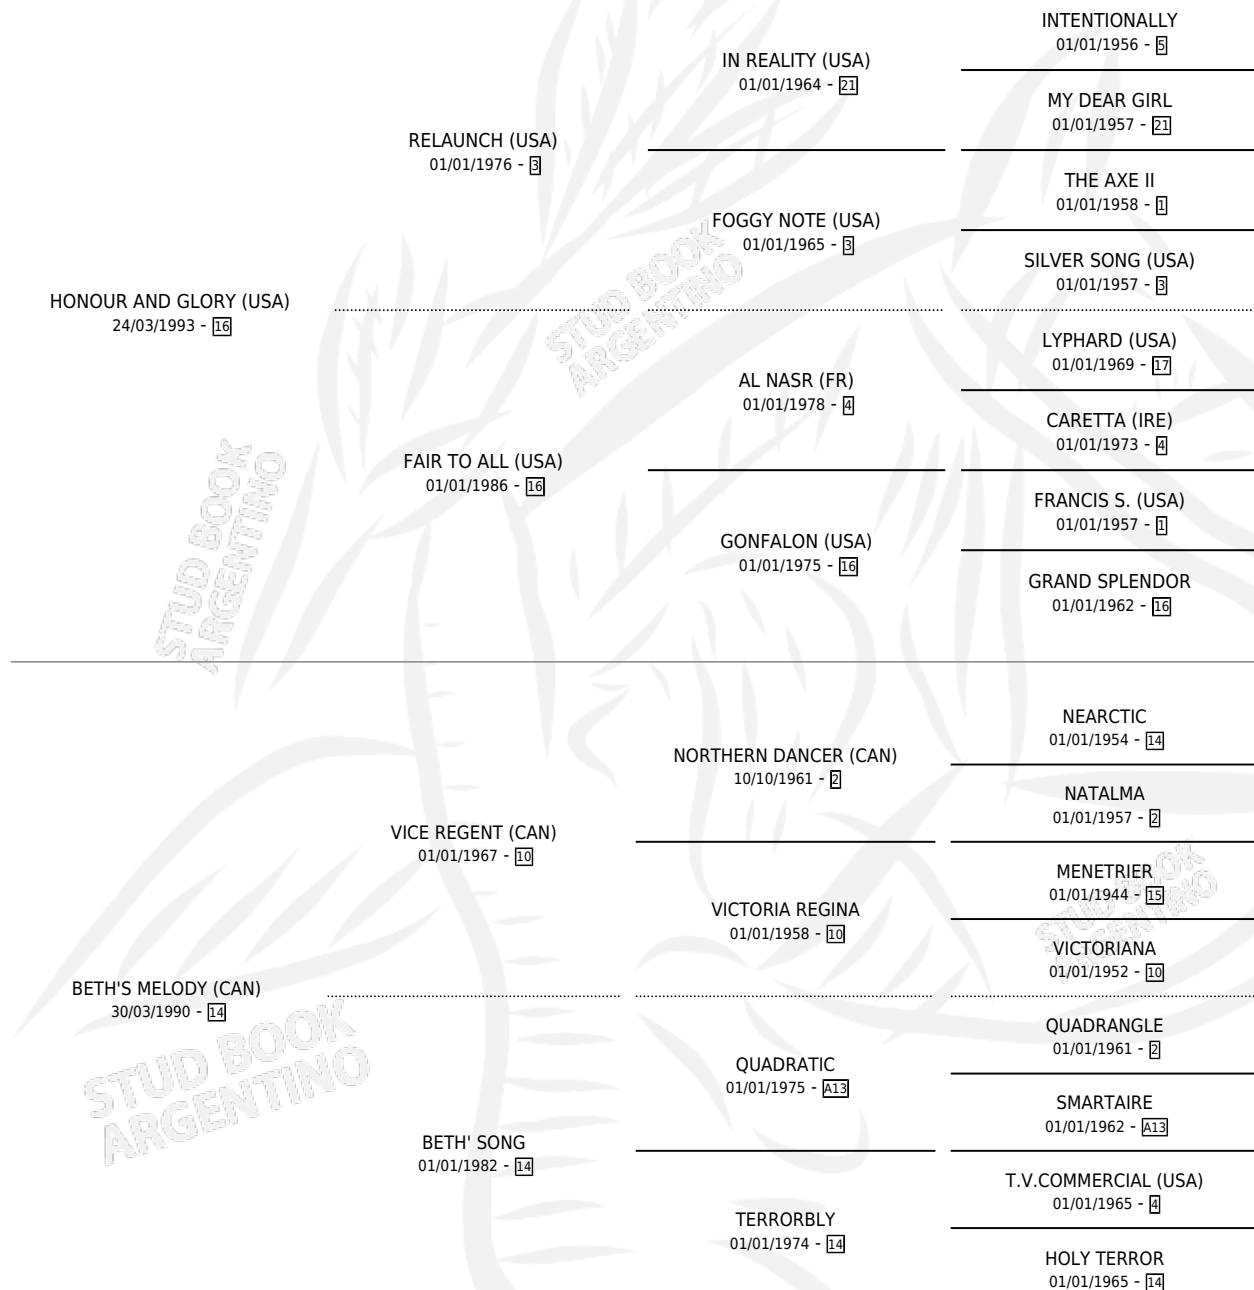 INTENTIONALLY
01/01/1956 - 5
IN REALITY (USA)
01/01/1964 - 21
MY DEAR GIRL
01/01/1957 - 21
RELAUNCH (USA)
01/01/1976 - 3
THE AXE II
01/01/1958 - 1
FOGGY NOTE (USA)
01/01/1965 - 3
SILVER SONG (USA)
01/01/1957 - 3
HONOUR AND GLORY (USA)
24/03/1993 - 16
LYPHARD (USA)
01/01/1969 - 17
AL NASR (FR)
01/01/1978 - 4
CARETTA (IRE)
01/01/1973 - 4
FAIR TO ALL (USA)
01/01/1986 - 16
FRANCIS S. (USA)
01/01/1957 - 1
GONFALON (USA)
01/01/1975 - 16
GRAND SPLENDOR
01/01/1962 - 16
NEARCTIC
01/01/1954 - 14
NORTHERN DANCER (CAN)
10/10/1961 - 2
NATALMA
01/01/1957 - 2
VICE REGENT (CAN)
01/01/1967 - 10
MENETRIER
01/01/1944 - 15
VICTORIA REGINA
01/01/1958 - 10
VICTORIANA
01/01/1952 - 10
BETH'S MELODY (CAN)
30/03/1990 - 14
QUADRANGLE
01/01/1961 - 2
QUADRATIC
01/01/1975 - A13
SMARTAIRE
01/01/1962 - A13
BETH' SONG
01/01/1982 - 14
T.V.COMMERCIAL (USA)
01/01/1965 - 4
TERRORBLY
01/01/1974 - 14
HOLY TERROR
01/01/1965 - 14
STUD BOOK
ARGENTINO
STUD BOOK
ARGENTINO
STUD BOOK
ARGENTINO
STUD BOOK
ARGENTINO